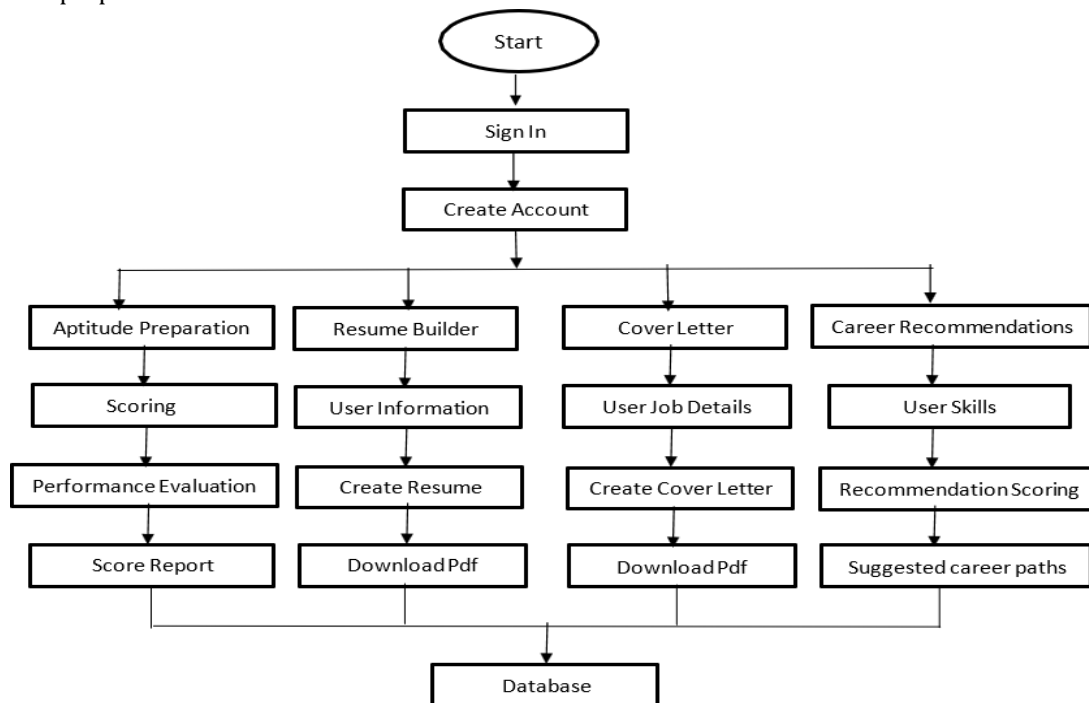 Start
Sign In
Create Account
Aptitude Preparation
Resume Builder
Cover Letter
Career Recommendations
Scoring
User Information
User Job Details
User Skills
Performance Evaluation
Create Resume
Create Cover Letter
Recommendation Scoring
Score Report
Download Pdf
Download Pdf
Suggested career paths
Database